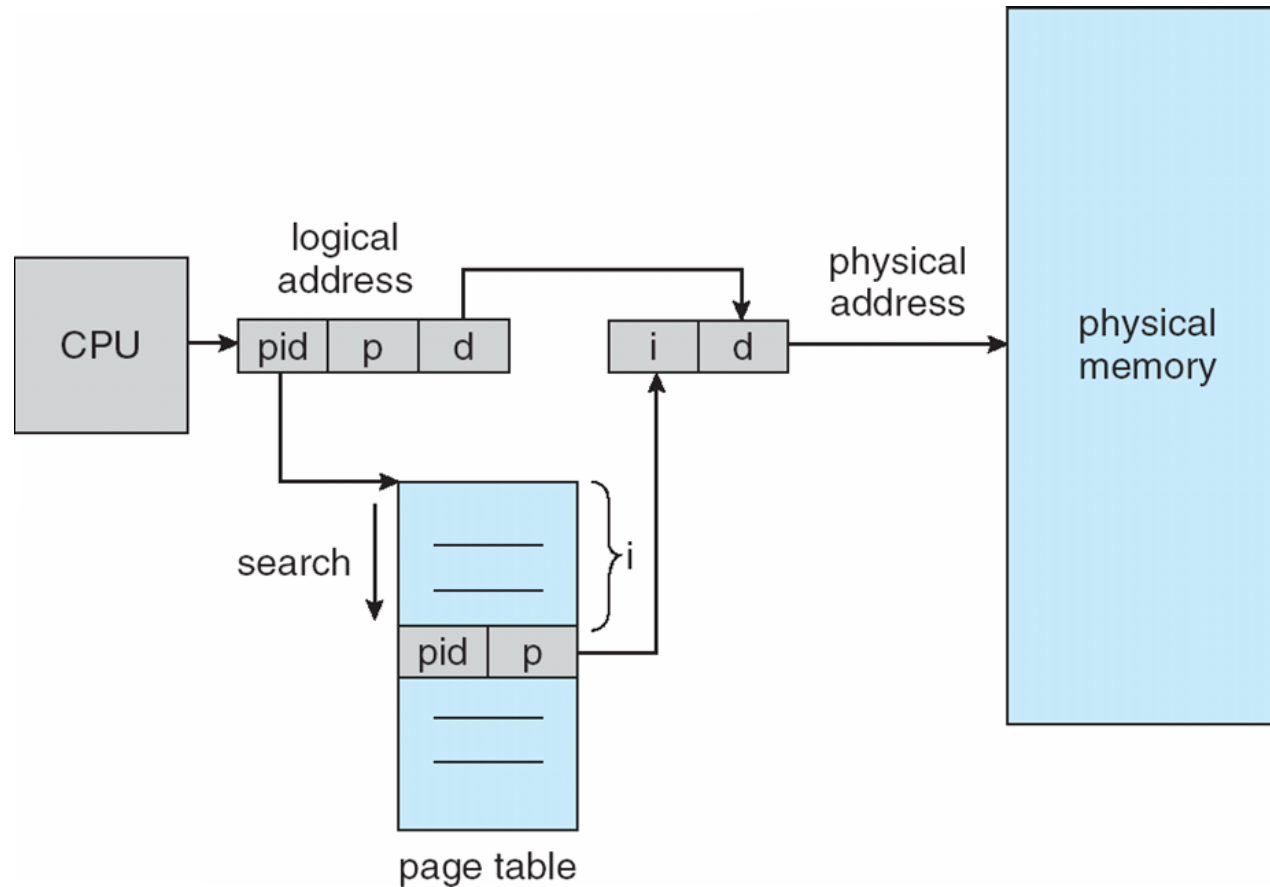 logical
address
physical
address
CPU
pid
p
d
i
d
physical
memory
search
i
pid
p
page table